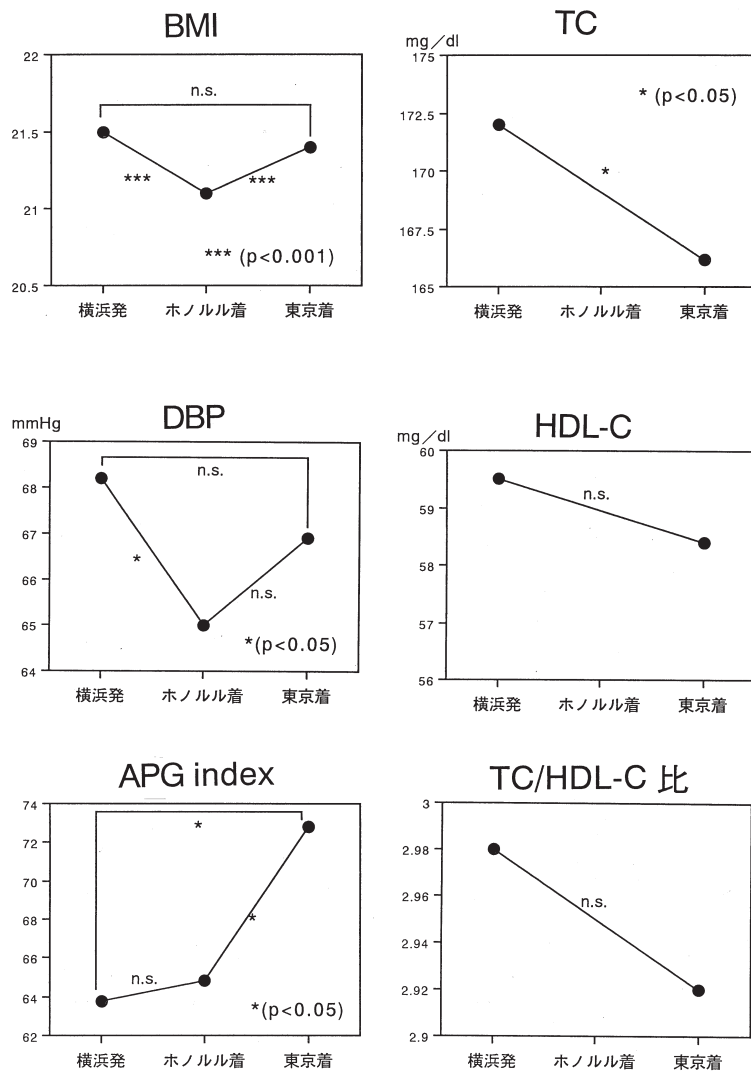 BMI
22
21.5
21
20.5
n.s.
***
***
*** (p<0.001)
横浜発
ホノルル着
東京着
TC
mg／dl
175
172.5
170
167.5
165
* (p<0.05)
*
横浜発
ホノルル着
東京着
DBP
mmHg
69
68
67
66
65
64
n.s.
*
n.s.
*(p<0.05)
横浜発
ホノルル着
東京着
HDL-C
mg／dl
60
59
58
57
56
n.s.
横浜発
ホノルル着
東京着
APG index
74
72
70
68
66
64
62
*
*
n.s.
*(p<0.05)
横浜発
ホノルル着
東京着
TC/HDL-C 比
3
2.98
2.96
2.94
2.92
2.9
n.s.
横浜発
ホノルル着
東京着